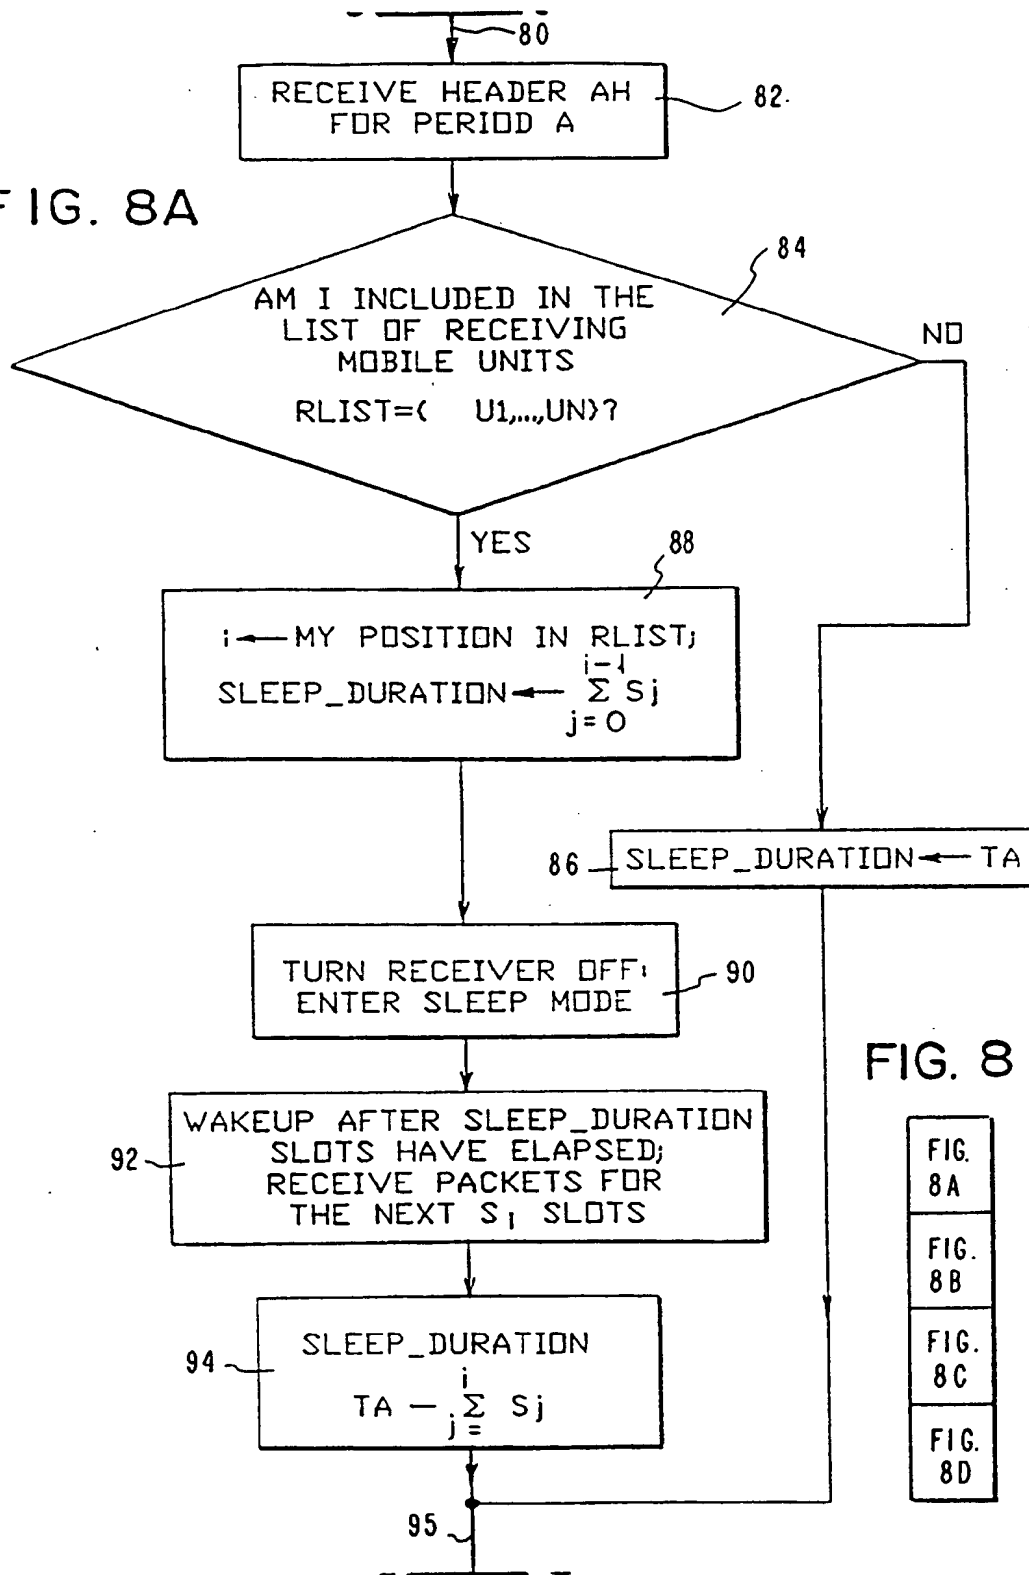 80
RECEIVE HEADER AH
FOR PERIOD A
82
FIG. 8A
84
AM I INCLUDED IN THE
LIST OF RECEIVING
MOBILE UNITS
RLIST=( U1,...,UN)?
NO
YES
88
i← MY POSITION IN RLIST;
i-1
SLEEP_DURATION← Σ Sj
j=0
86
SLEEP_DURATION← TA
TURN RECEIVER OFF;
ENTER SLEEP MODE
90
FIG. 8
WAKEUP AFTER SLEEP_DURATION
SLOTS HAVE ELAPSED;
RECEIVE PACKETS FOR
THE NEXT Si SLOTS
92
FIG.
8A
FIG.
8B
FIG.
8C
FIG.
8D
94
SLEEP_DURATION
i
TA - Σ Sj
j=
95